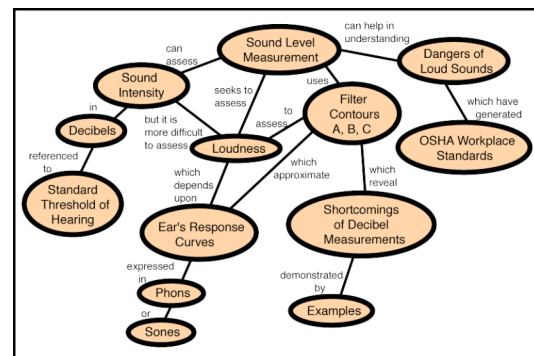 can help in
understanding
Sound Level
Measurement
can
assess
Dangers of
Loud Sounds
Sound
Intensity
seeks to
assess
uses
in
but it is
more difficult
to assess
to
assess
Filter
Contours
A, B, C
which have
generated
Decibels
Loudness
OSHA Workplace
Standards
referenced
to
which
depends
upon
which
approximate
which
reveal
Standard
Threshold of
Hearing
Ear's Response
Curves
Shortcomings
of Decibel
Measurements
expressed
in
demonstrated
by
Phons
or
Examples
Sones